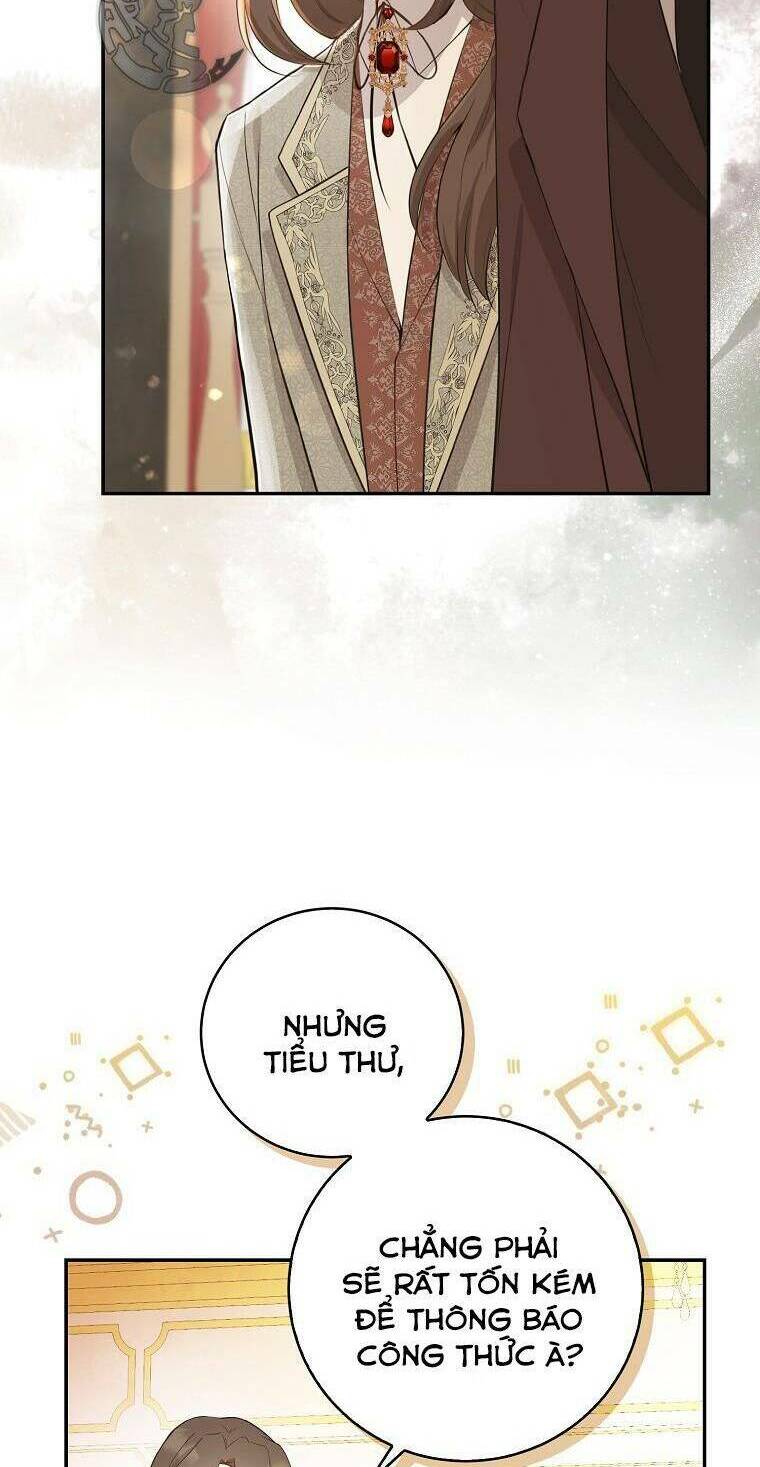 NHƯNG
TIỂU THƯ,
CHẲNG PHẢI
SẼ RẤT TỐN KÉM
ĐỂ THÔNG BÁO
CÔNG THỨC À?